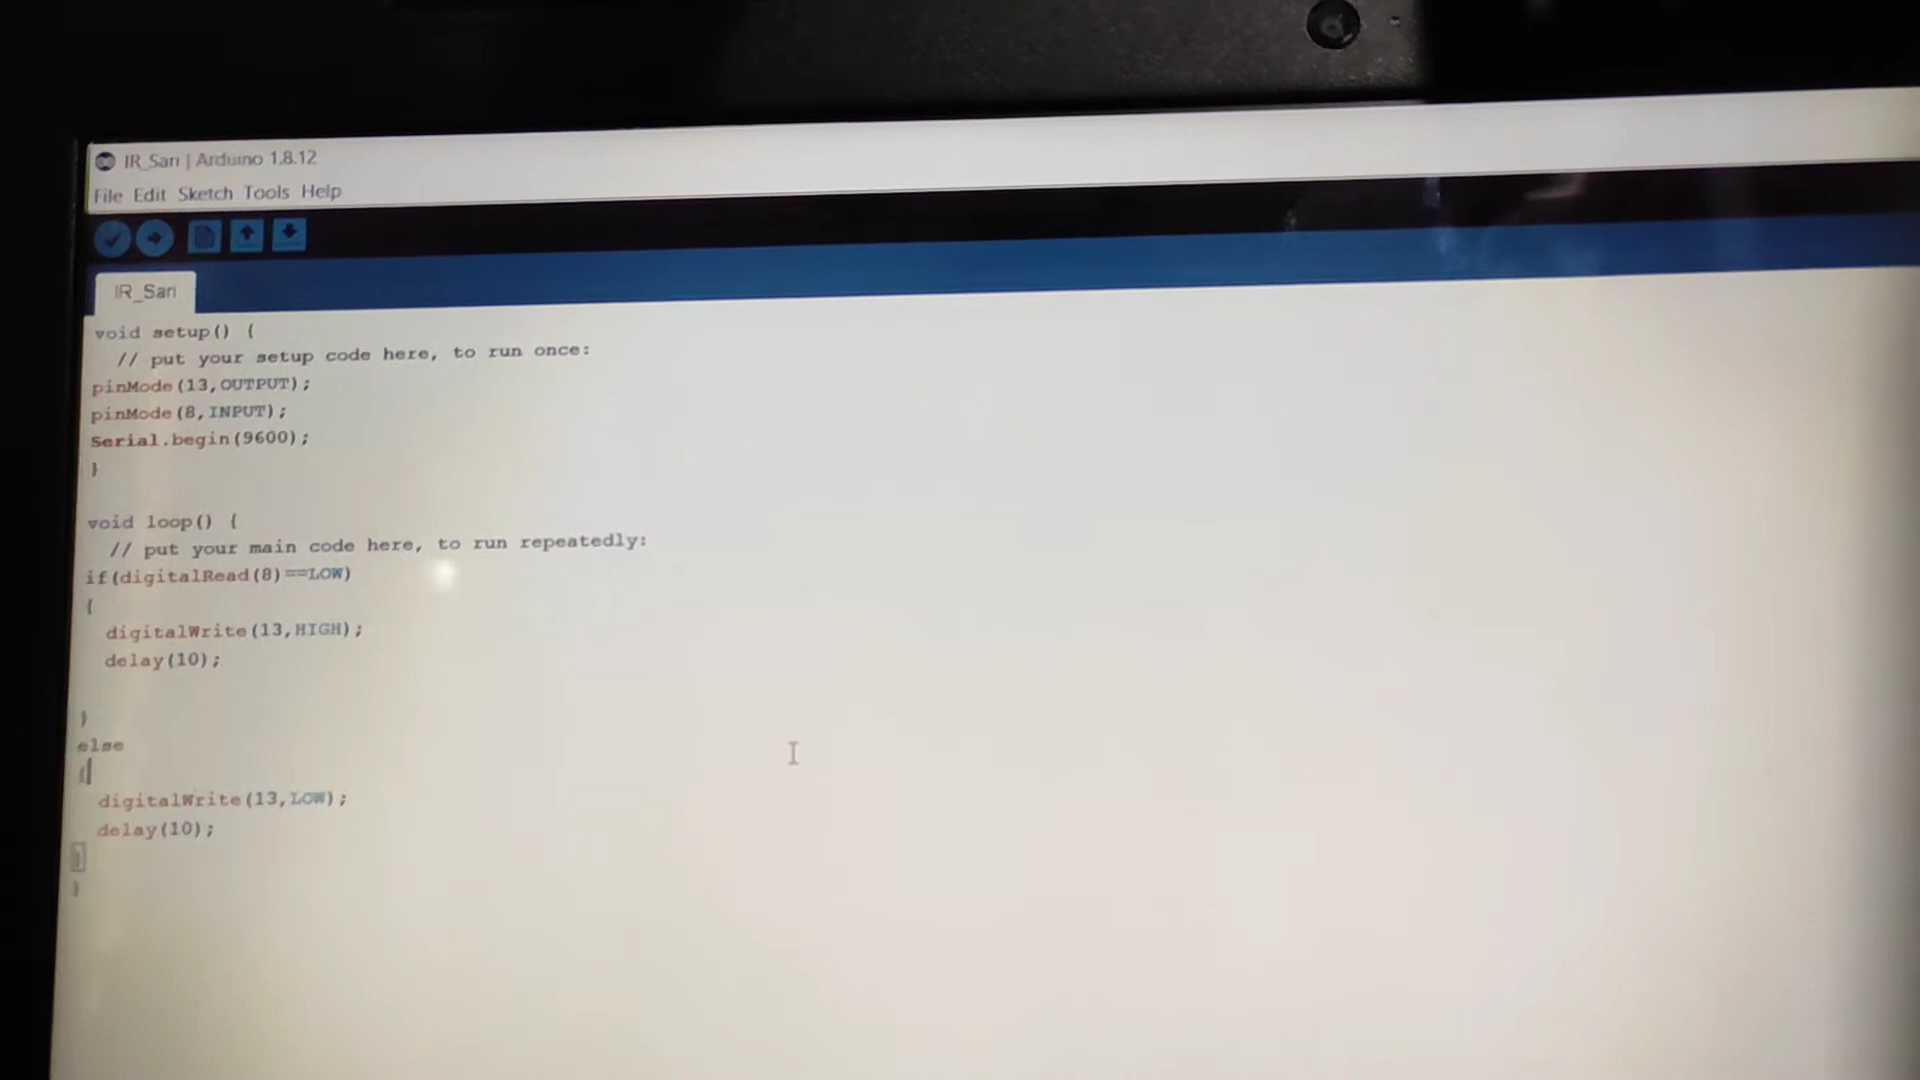 IR_Sari | Arduino 1.8.12
File Edit Sketch Tools Help
IR_Sari
void setup() {
// put your setup code here, to run once:
pinMode(13,OUTPUT);
pinMode(8,INPUT);
Serial.begin(9600);
}
void loop() {
// put your main code here, to run repeatedly:
if(digitalRead(8)==LOW)
{
digitalWrite(13,HIGH);
delay(10);
}
else
{
digitalWrite(13,LOW);
delay(10);
}
}